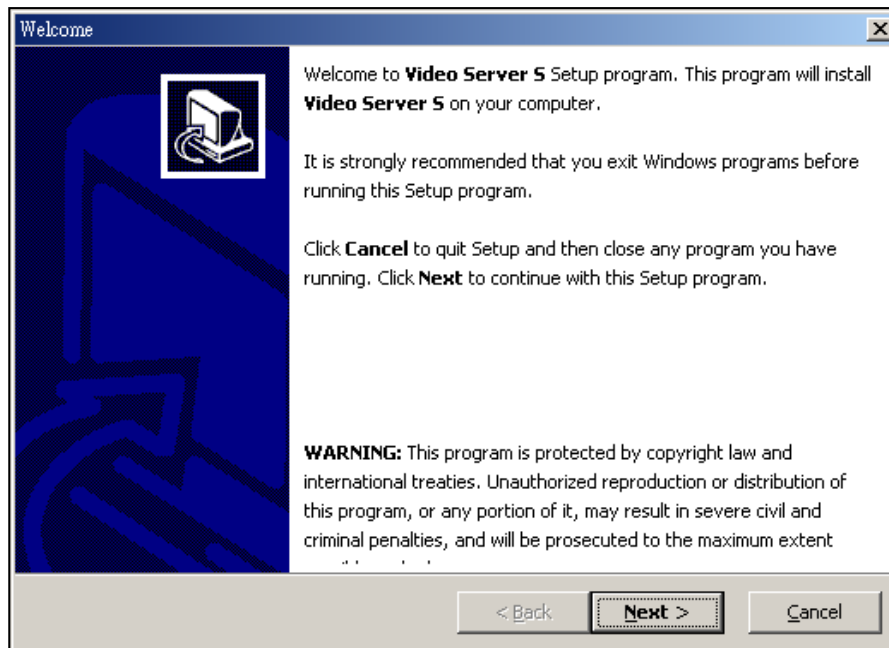 Welcome
Welcome to Video Server S Setup program. This program will install
Video Server S on your computer.
It is strongly recommended that you exit Windows programs before
running this Setup program.
Click Cancel to quit Setup and then close any program you have
running. Click Next to continue with this Setup program.
WARNING: This program is protected by copyright law and
international treaties. Unauthorized reproduction or distribution of
this program, or any portion of it, may result in severe civil and
criminal penalties, and will be prosecuted to the maximum extent
< Back
Next >
Cancel